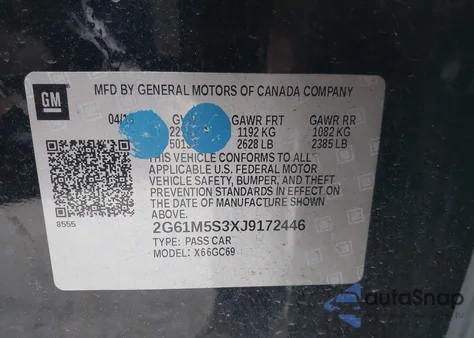 GM
MFD BY GENERAL MOTORS OF CANADA COMPANY
GAWR FRT GAWR RR
1192 KG 1082 KG
2628 LB 2385 LB
THIS VEHICLE CONFORMS TO ALL
APPLICABLE U.S. FEDERAL MOTOR
VEHICLE SAFETY, BUMPER, AND THEFT
PREVENTION STANDARDS IN EFFECT ON
THE DATE OF MANUFACTURE SHOWN
ABOVE.
8555
2G61M5S3XJ9172446
TYPE: PASS CAR
MODEL: X66GC69
autoSnap